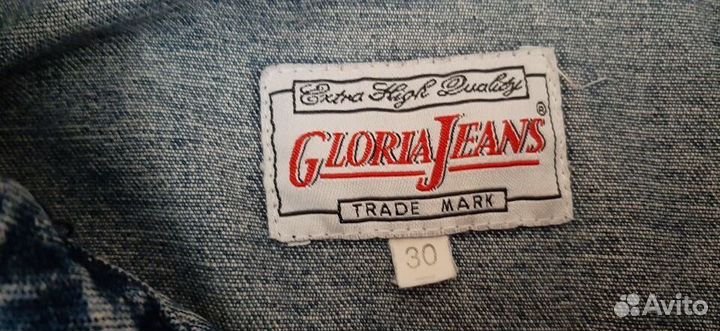 Extra High Quality
GLORIA JEANS®
TRADE MARK
30
Avito